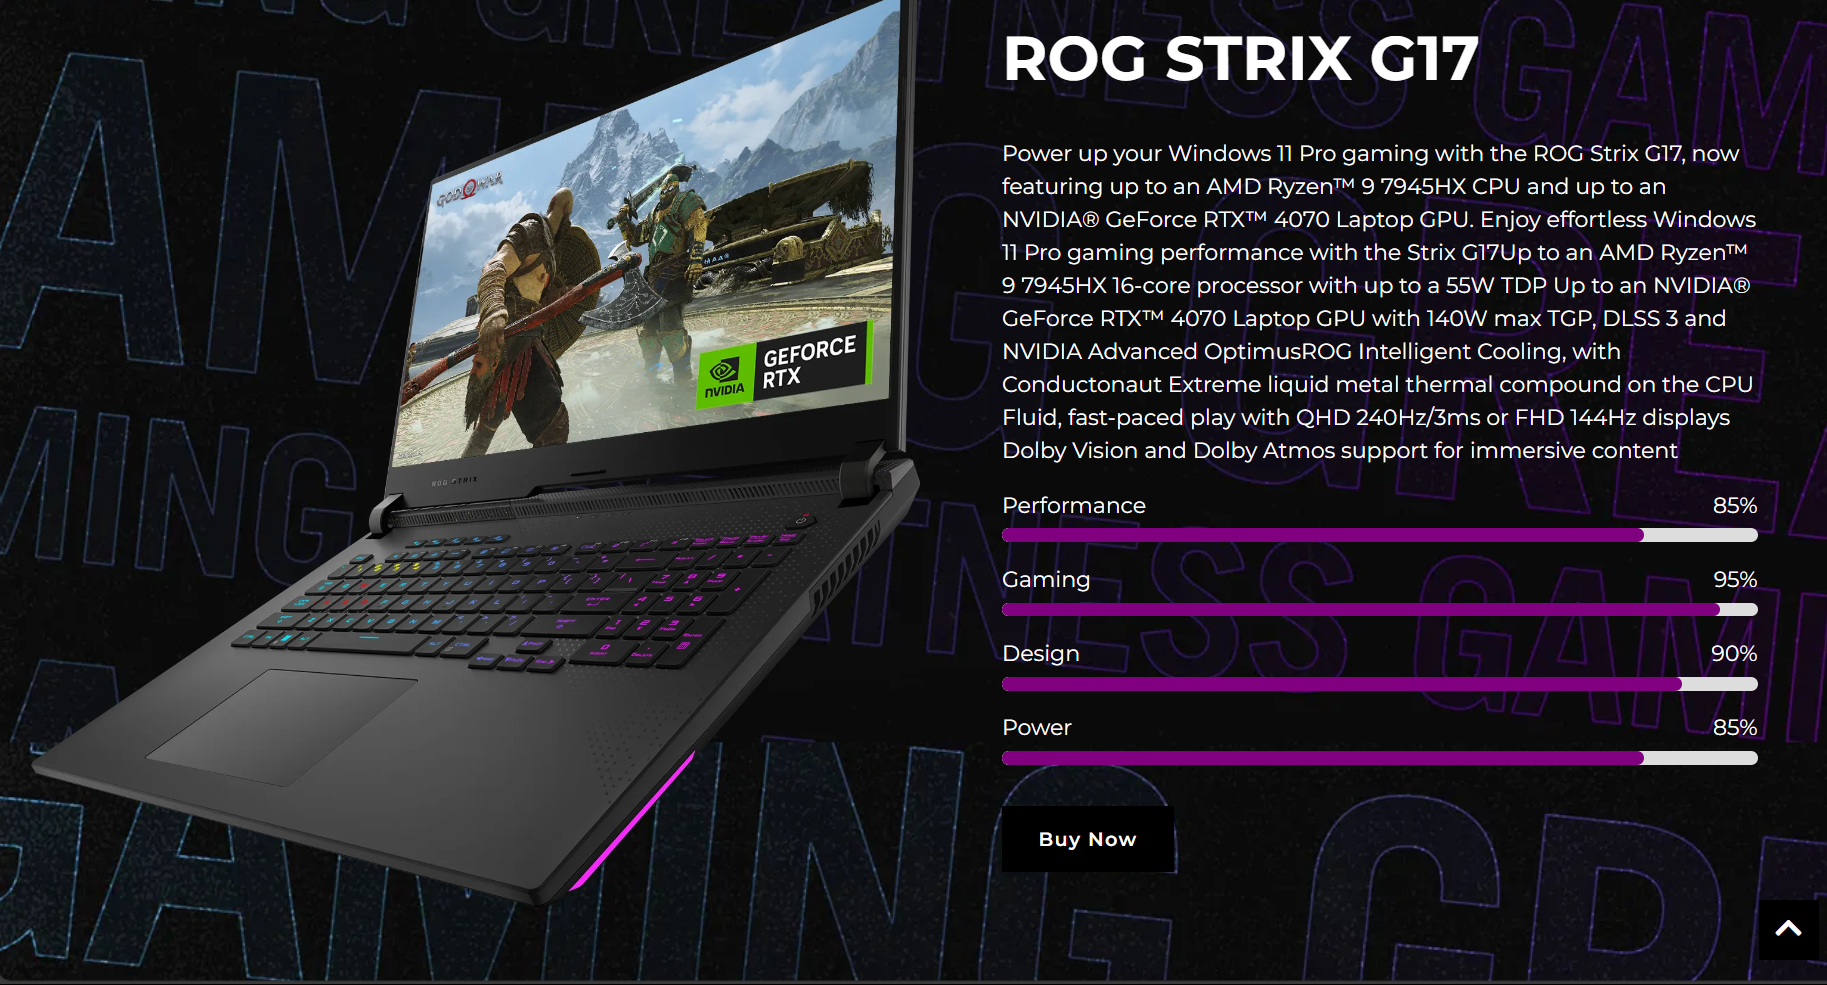 ROG STRIX G17
Power up your Windows 11 Pro gaming with the ROG Strix G17, now
featuring up to an AMD Ryzen™ 9 7945HX CPU and up to an
NVIDIA® GeForce RTX™ 4070 Laptop GPU. Enjoy effortless Windows
11 Pro gaming performance with the Strix G17Up to an AMD Ryzen™
9 7945HX 16-core processor with up to a 55W TDP Up to an NVIDIA®
GeForce RTX™ 4070 Laptop GPU with 140W max TGP, DLSS 3 and
NVIDIA Advanced OptimusROG Intelligent Cooling, with
Conductonaut Extreme liquid metal thermal compound on the CPU
Fluid, fast-paced play with QHD 240Hz/3ms or FHD 144Hz displays
Dolby Vision and Dolby Atmos support for immersive content
Performance 85%
Gaming 95%
Design 90%
Power 85%
Buy Now
GOD OF WAR
NVIDIA
GEFORCE
RTX
ROG STRIX
GAMING GREATNESS GAMING